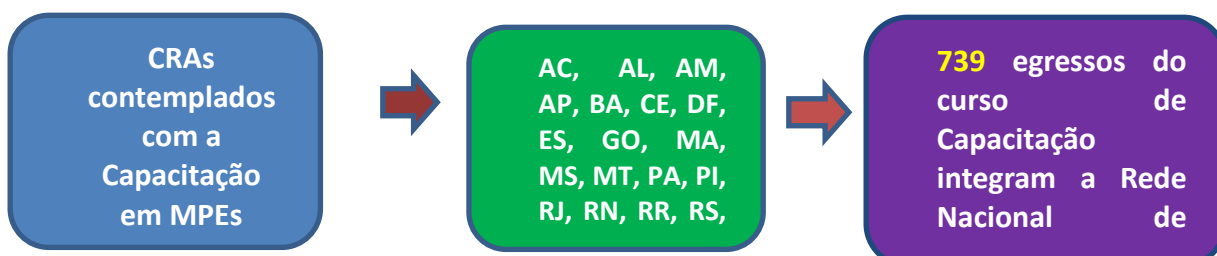 CRAs
contemplados
com a
Capacitação
em MPEs
AC, AL, AM,
AP, BA, CE, DF,
ES, GO, MA,
MS, MT, PA, PI,
RJ, RN, RR, RS,
739 egressos do
curso de
Capacitação
integram a Rede
Nacional de